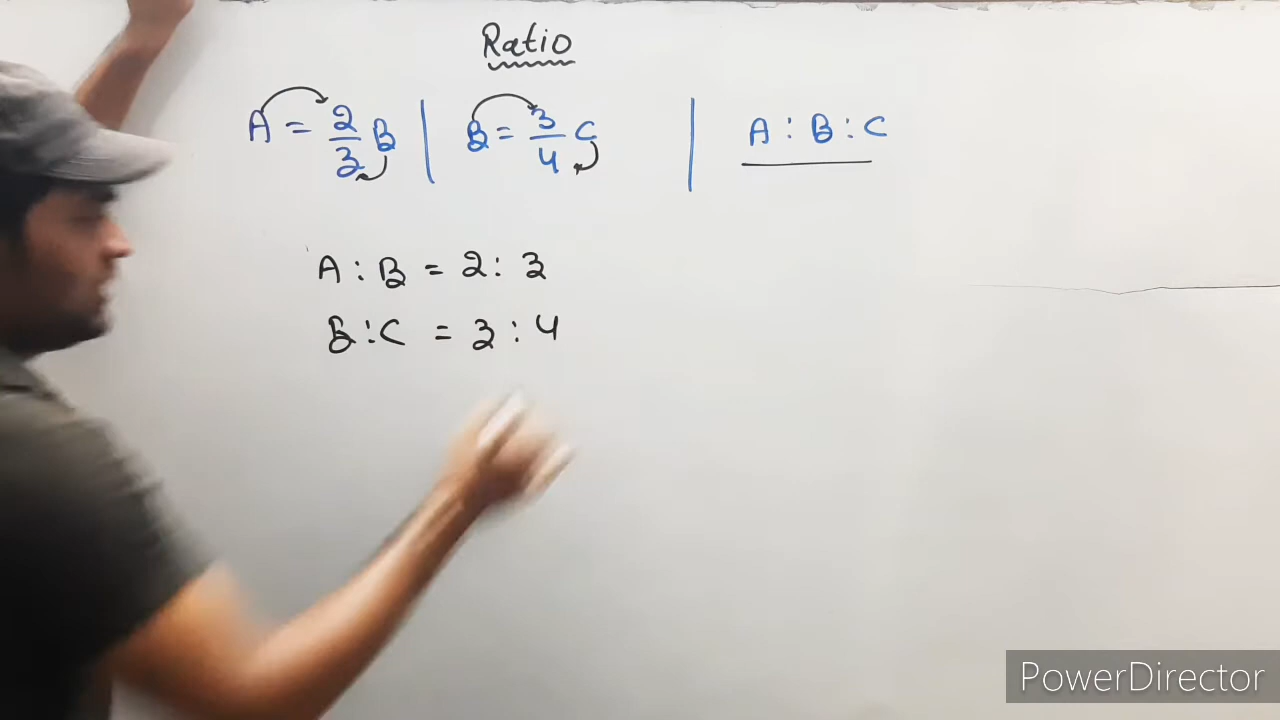 Ratio
A = 2/3 B | B = 3/4 C | A : B : C
A : B = 2 : 3
B : C = 3 : 4
PowerDirector